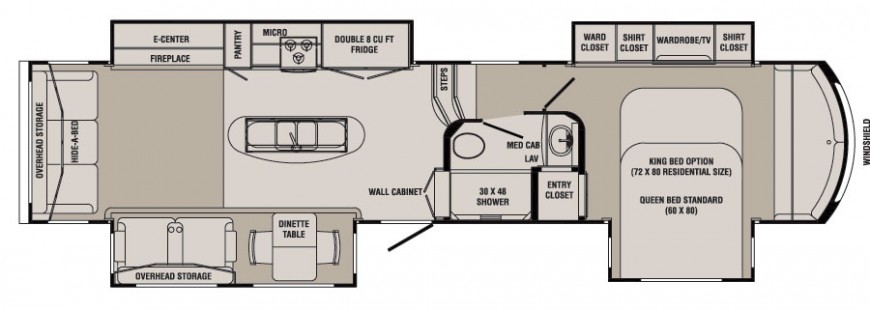 E-CENTER
FIREPLACE
PANTRY
MICRO
DOUBLE 8 CU FT
FRIDGE
STEPS
WARD
CLOSET
SHIRT
CLOSET
WARDROBE/TV
SHIRT
CLOSET
OVERHEAD STORAGE
HIDE-A-BED
MED CAB
LAV
WALL CABINET
30 X 48
SHOWER
ENTRY
CLOSET
KING BED OPTION
(72 X 80 RESIDENTIAL SIZE)
QUEEN BED STANDARD
(60 X 80)
WINDSHIELD
DINETTE
TABLE
OVERHEAD STORAGE